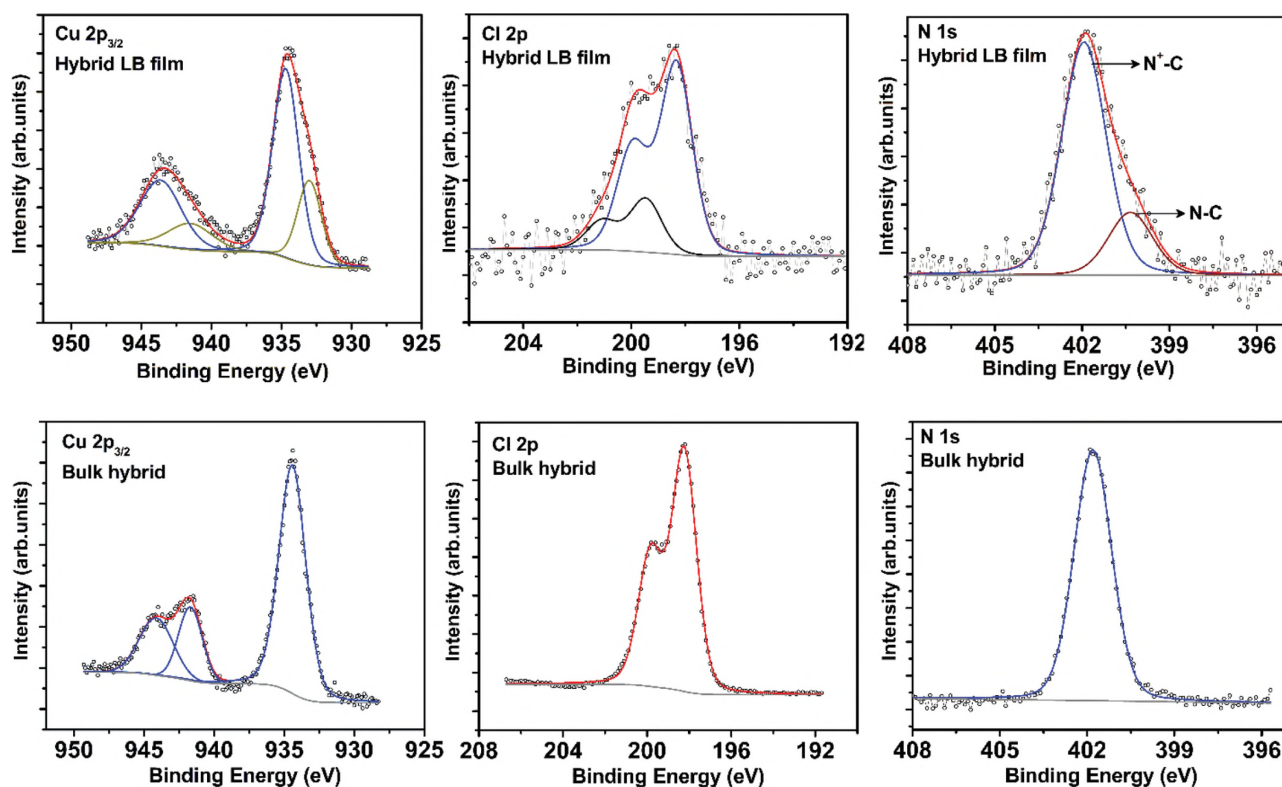 Cu 2p3/2
Hybrid LB film
Intensity (arb.units)
950 945 940 935 930 925
Binding Energy (eV)
Cl 2p
Hybrid LB film
Intensity (arb.units)
204 200 196 192
Binding Energy (eV)
N 1s
Hybrid LB film
N+-C
N-C
Intensity (arb.units)
408 405 402 399 396
Binding Energy (eV)
Cu 2p3/2
Bulk hybrid
Intensity (arb.units)
950 945 940 935 930 925
Binding Energy (eV)
Cl 2p
Bulk hybrid
Intensity (arb.units)
208 204 200 196 192
Binding Energy (eV)
N 1s
Bulk hybrid
Intensity (arb.units)
408 405 402 399 396
Binding Energy (eV)